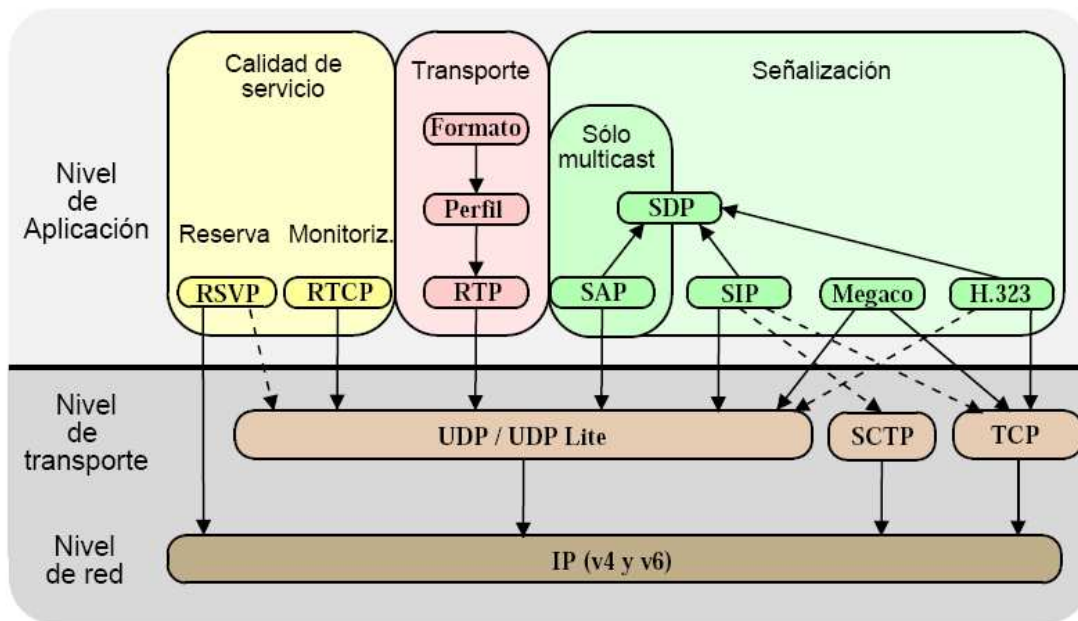 Calidad de
servicio
Transporte
Señalización
Formato
Sólo
multicast
Nivel
de
Aplicación
Perfil
SDP
Reserva
Monitoriz.
RSVP
RTCP
RTP
SAP
SIP
Megaco
H.323
Nivel
de
transporte
UDP / UDP Lite
SCTP
TCP
Nivel
de red
IP (v4 y v6)